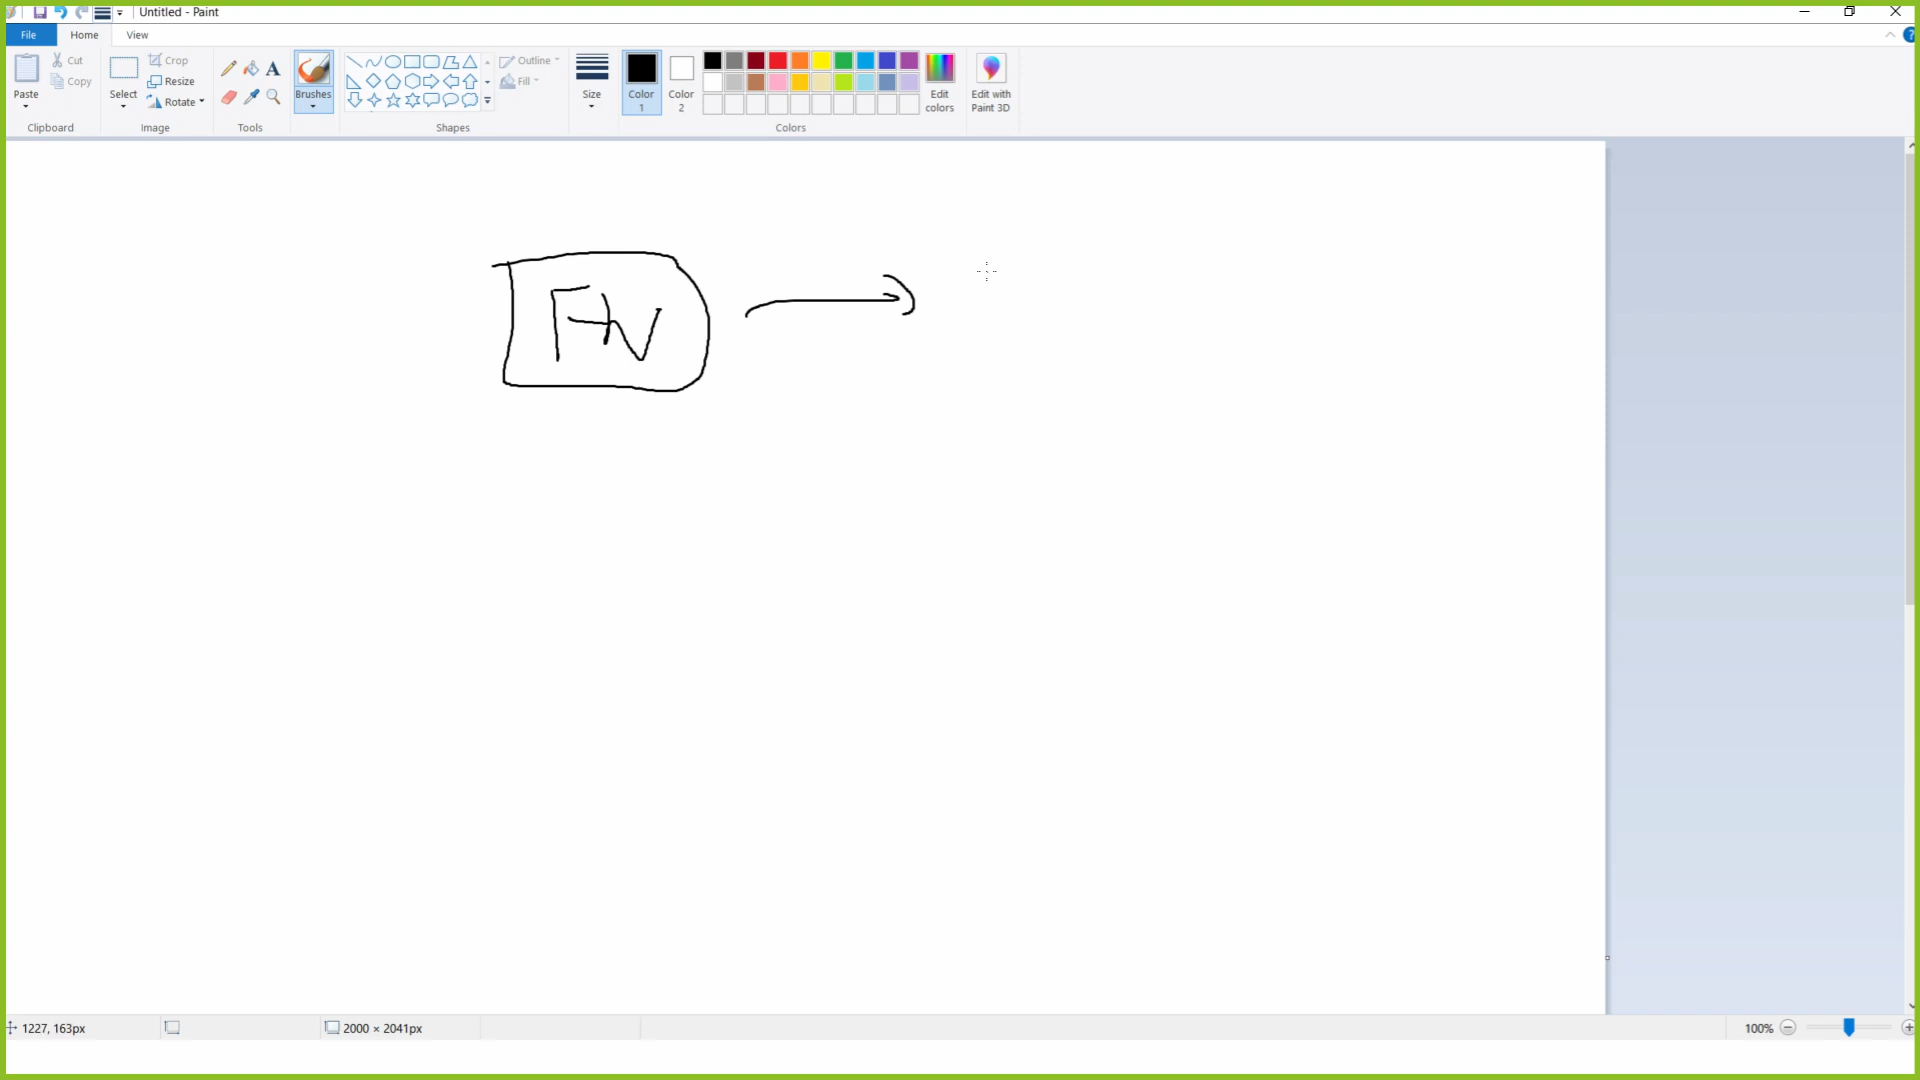 Untitled - Paint
File Home View
Paste
Cut
Copy
Clipboard
Select
Crop
Resize
Rotate
Image
Tools
Brushes
Shapes
Outline
Fill
Size
Color 1
Color 2
Colors
Edit colors
Edit with Paint 3D
FW
1227, 163px
2000 × 2041px
100%